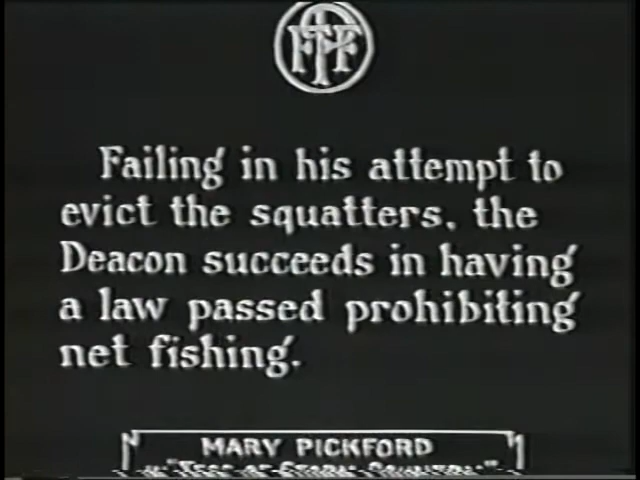 Failing in his attempt to
evict the squatters. the
Deacon succeeds in having
a law passed prohibiting
net fishing.
MARY PICKFORD